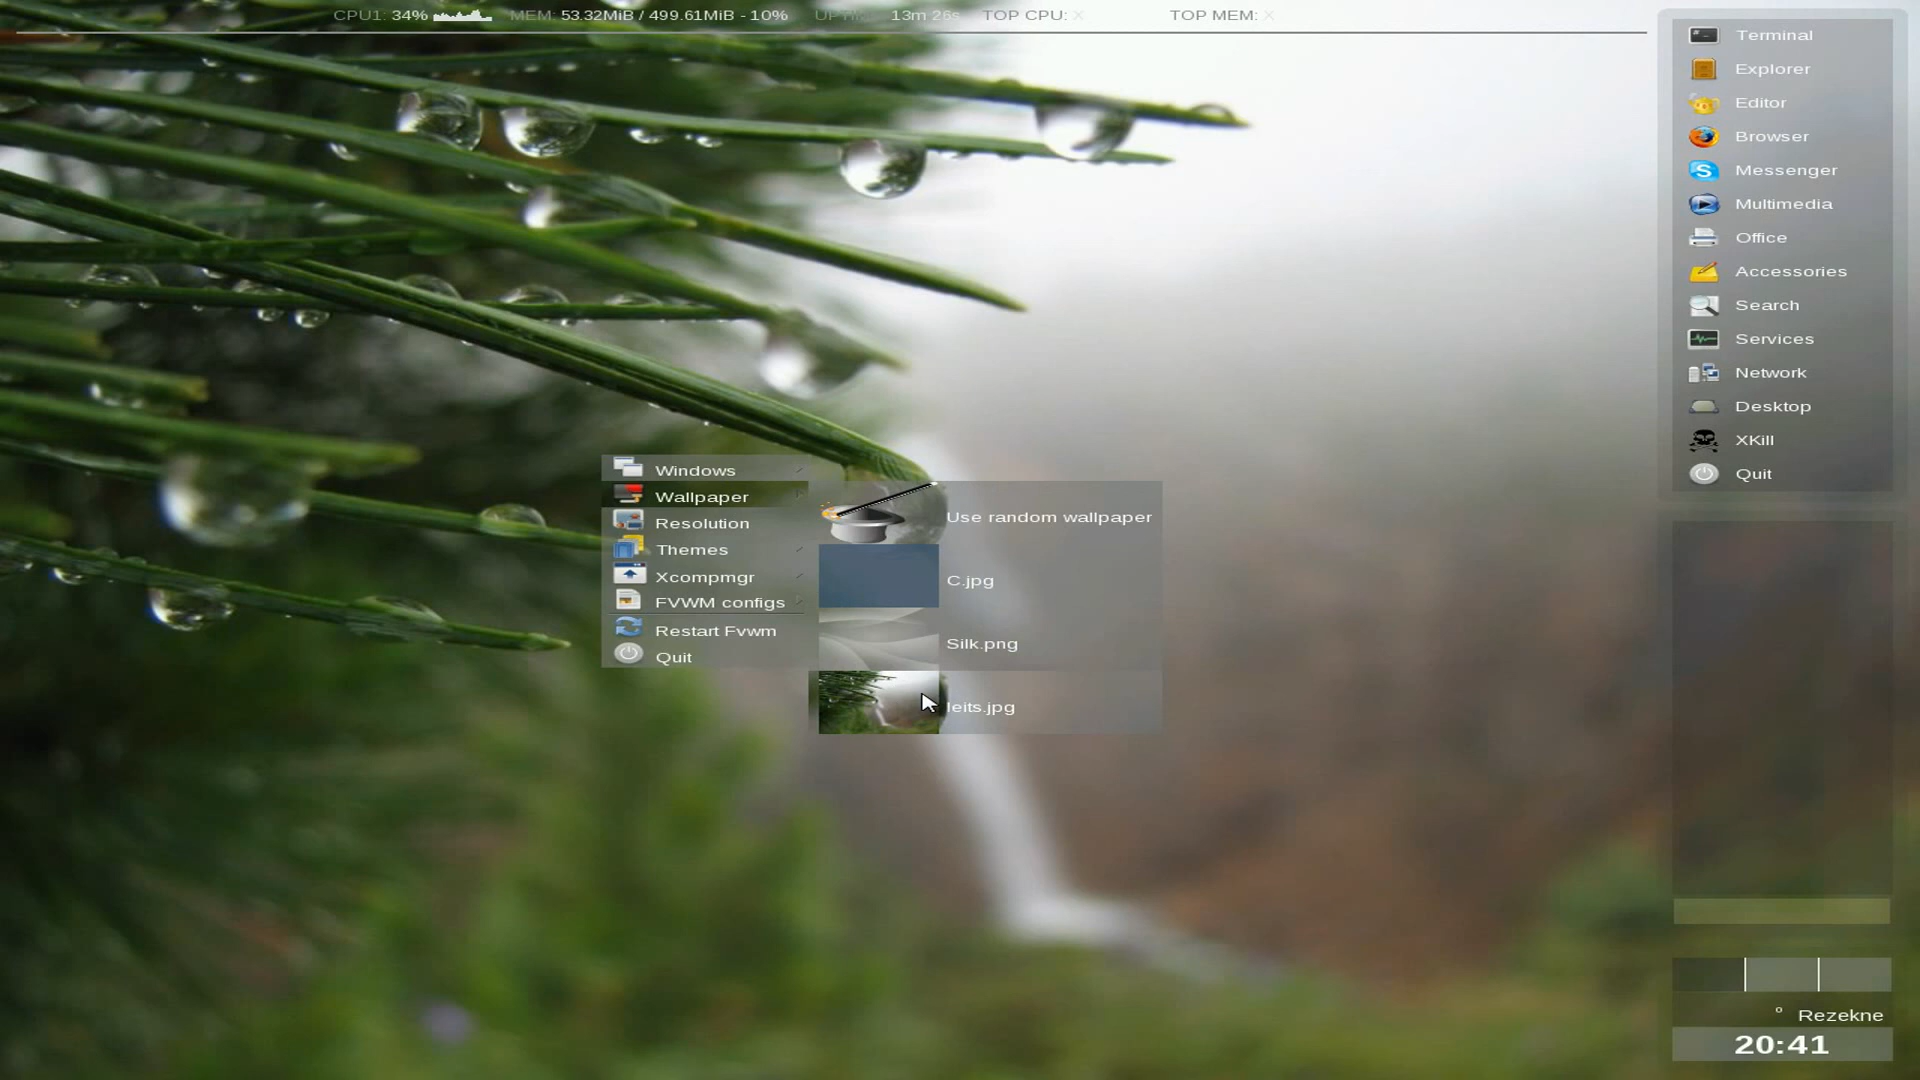 CPU1: 34% MEM: 53.32MiB / 499.61MiB - 10% UPTIME: 13m 26s TOP CPU: X TOP MEM: X
Terminal
Explorer
Editor
Browser
Messenger
Multimedia
Office
Accessories
Search
Services
Network
Desktop
XKill
Quit
Windows
Wallpaper
Resolution
Themes
Xcompmgr
FVWM configs
Restart Fvwm
Quit
Use random wallpaper
C.jpg
Silk.png
leits.jpg
° Rezekne
20:41